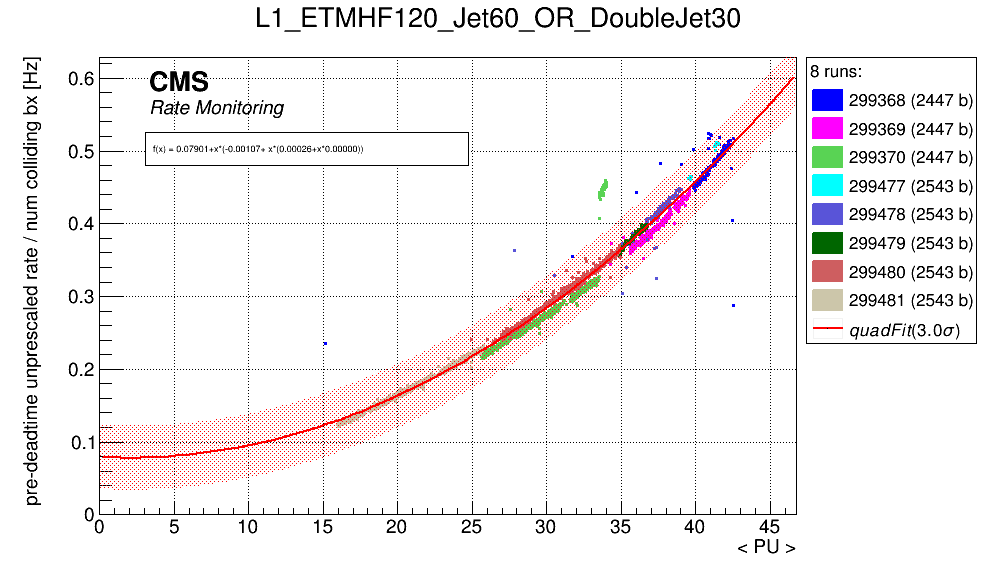 L1_ETMHF120_Jet60_OR_DoubleJet30
pre-deadtime unprescaled rate / num colliding bx [Hz]
CMS
Rate Monitoring
f(x) = 0.07901+x*(-0.00107+ x*(0.00026+x*0.00000))
0.6
0.5
0.4
0.3
0.2
0.1
0
0 5 10 15 20 25 30 35 40 45
< PU >
8 runs:
299368 (2447 b)
299369 (2447 b)
299370 (2447 b)
299477 (2543 b)
299478 (2543 b)
299479 (2543 b)
299480 (2543 b)
299481 (2543 b)
quadFit(3.0σ)